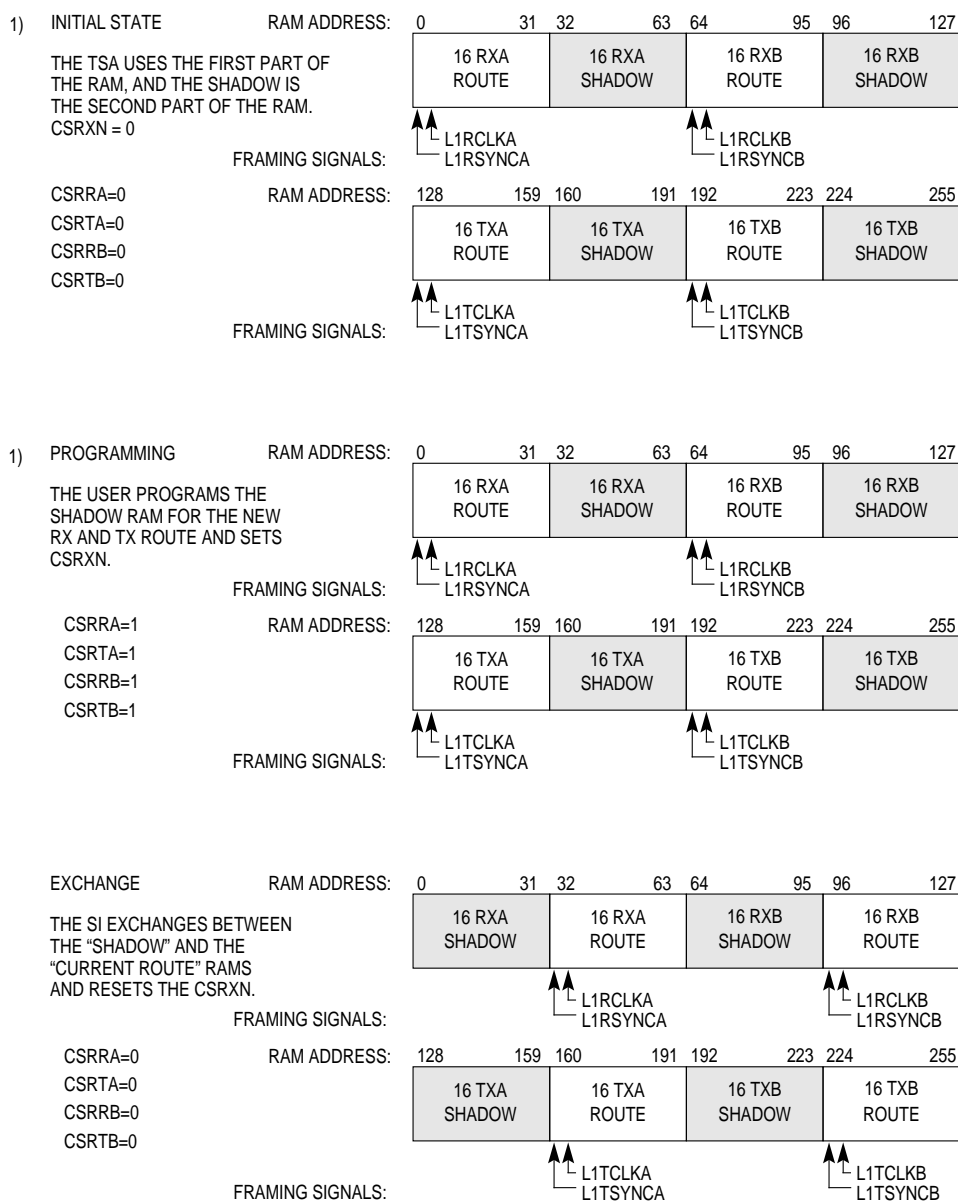 1) INITIAL STATE RAM ADDRESS: 0 31 32 63 64 95 96 127
THE TSA USES THE FIRST PART OF
THE RAM, AND THE SHADOW IS
THE SECOND PART OF THE RAM.
CSRXN = 0
16 RXA 16 RXA 16 RXB 16 RXB
ROUTE SHADOW ROUTE SHADOW
L1RCLKA L1RCLKB
FRAMING SIGNALS: L1RSYNCA L1RSYNCB
CSRRA=0 RAM ADDRESS: 128 159 160 191 192 223 224 255
CSRTA=0
CSRRB=0
CSRTB=0
16 TXA 16 TXA 16 TXB 16 TXB
ROUTE SHADOW ROUTE SHADOW
L1TCLKA L1TCLKB
FRAMING SIGNALS: L1TSYNCA L1TSYNCB
1) PROGRAMMING RAM ADDRESS: 0 31 32 63 64 95 96 127
THE USER PROGRAMS THE
SHADOW RAM FOR THE NEW
RX AND TX ROUTE AND SETS
CSRXN.
16 RXA 16 RXA 16 RXB 16 RXB
ROUTE SHADOW ROUTE SHADOW
L1RCLKA L1RCLKB
FRAMING SIGNALS: L1RSYNCA L1RSYNCB
CSRRA=1 RAM ADDRESS: 128 159 160 191 192 223 224 255
CSRTA=1
CSRRB=1
CSRTB=1
16 TXA 16 TXA 16 TXB 16 TXB
ROUTE SHADOW ROUTE SHADOW
L1TCLKA L1TCLKB
FRAMING SIGNALS: L1TSYNCA L1TSYNCB
EXCHANGE RAM ADDRESS: 0 31 32 63 64 95 96 127
THE SI EXCHANGES BETWEEN
THE “SHADOW” AND THE
“CURRENT ROUTE” RAMS
AND RESETS THE CSRXN.
16 RXA 16 RXA 16 RXB 16 RXB
SHADOW ROUTE SHADOW ROUTE
L1RCLKA L1RCLKB
FRAMING SIGNALS: L1RSYNCA L1RSYNCB
CSRRA=0 RAM ADDRESS: 128 159 160 191 192 223 224 255
CSRTA=0
CSRRB=0
CSRTB=0
16 TXA 16 TXA 16 TXB 16 TXB
SHADOW ROUTE SHADOW ROUTE
L1TCLKA L1TCLKB
FRAMING SIGNALS: L1TSYNCA L1TSYNCB